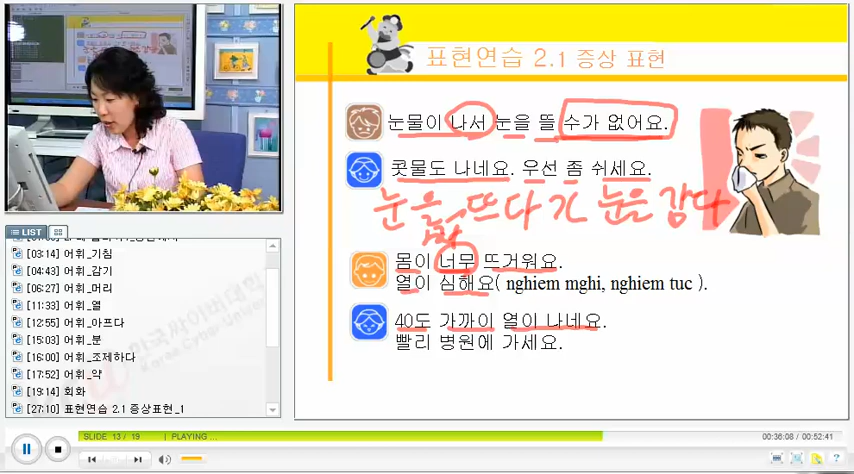 표현연습 2.1 증상 표현
눈물이 나서 눈을 뜰 수가 없어요.
콧물도 나네요. 우선 좀 쉬세요.
눈을 뜨다 눈을 감다
몸이 너무 뜨거워요.
열이 심해요( nghiem mghi, nghiem tuc ).
40도 가까이 열이 나네요.
빨리 병원에 가세요.
LIST
[03:14] 어휘_기침
[04:43] 어휘_감기
[06:27] 어휘_머리
[11:33] 어휘_열
[12:55] 어휘_아프다
[15:03] 어휘_분
[16:00] 어휘_조제하다
[17:52] 어휘_약
[19:14] 회화
[27:10] 표현연습 2.1 증상표현_1
SLIDE 13 / 19 | PLAYING ...
00:36:08 / 00:52:41